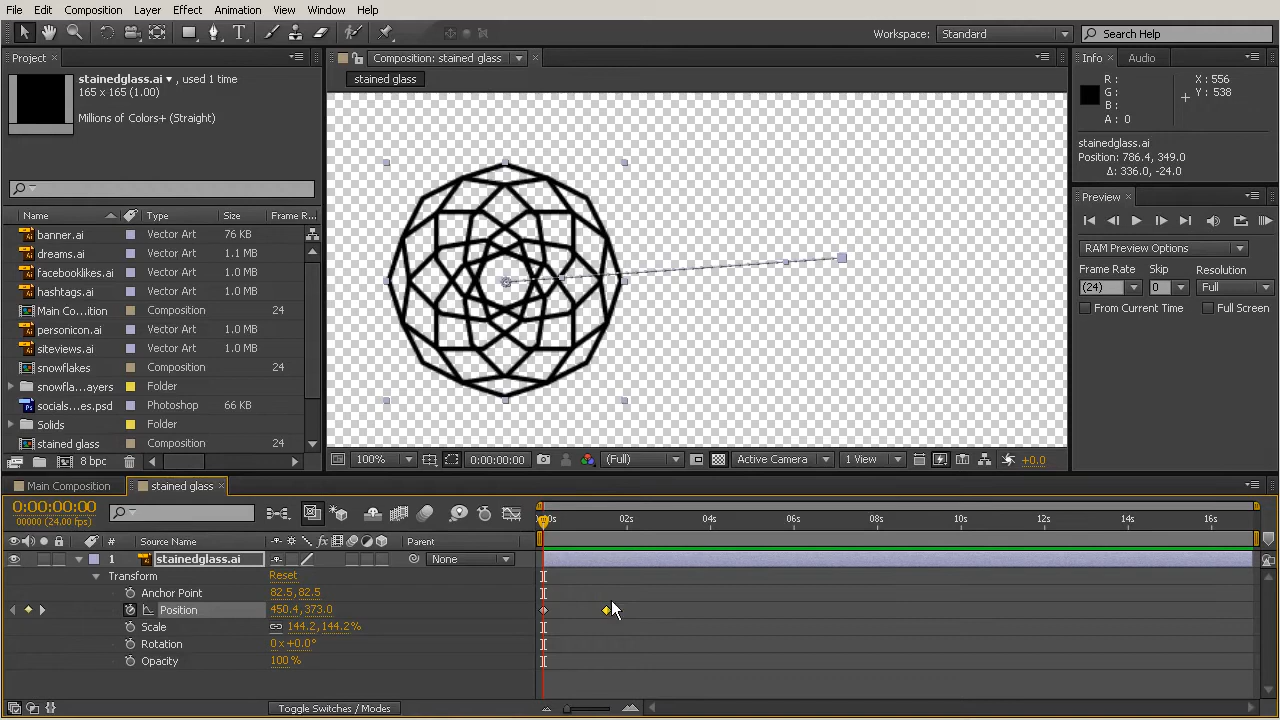 File Edit Composition Layer Effect Animation View Window Help
Workspace: Standard Search Help
Project
stainedglass.ai ▾ , used 1 time
165 x 165 (1.00)
Millions of Colors+ (Straight)
Name Type Size Frame R...
banner.ai Vector Art 76 KB
dreams.ai Vector Art 1.1 MB
facebooklikes.ai Vector Art 1.0 MB
hashtags.ai Vector Art 1.0 MB
Main Co...ition Composition 24
personicon.ai Vector Art 1.0 MB
siteviews.ai Vector Art 1.0 MB
snowflakes Composition 24
snowfla...ayers Folder
socials...es.psd Photoshop 66 KB
Solids Folder
stained glass Composition 24
8 bpc
Composition: stained glass
stained glass
100% 0:00:00:00 (Full) Active Camera 1 View +0.0
Info Audio
R: X: 556
G: Y: 538
B:
A: 0
stainedglass.ai
Position: 786.4, 349.0
Δ: 336.0, -24.0
Preview
RAM Preview Options
Frame Rate Skip Resolution
(24) 0 Full
From Current Time Full Screen
Main Composition stained glass
0:00:00:00
00000 (24.00 fps)
# Source Name Parent
02s 04s 06s 08s 10s 12s 14s 16s
1 stainedglass.ai None
Transform Reset
Anchor Point 82.5,82.5
Position 450.4,373.0
Scale 144.2,144.2%
Rotation 0x+0.0°
Opacity 100%
Toggle Switches / Modes